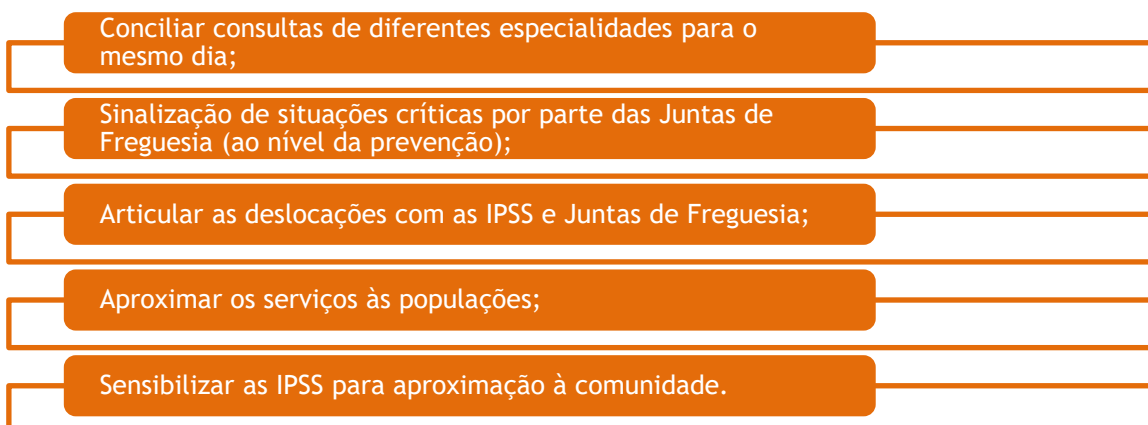 Conciliar consultas de diferentes especialidades para o
mesmo dia;
Sinalização de situações críticas por parte das Juntas de
Freguesia (ao nível da prevenção);
Articular as deslocações com as IPSS e Juntas de Freguesia;
Aproximar os serviços às populações;
Sensibilizar as IPSS para aproximação à comunidade.